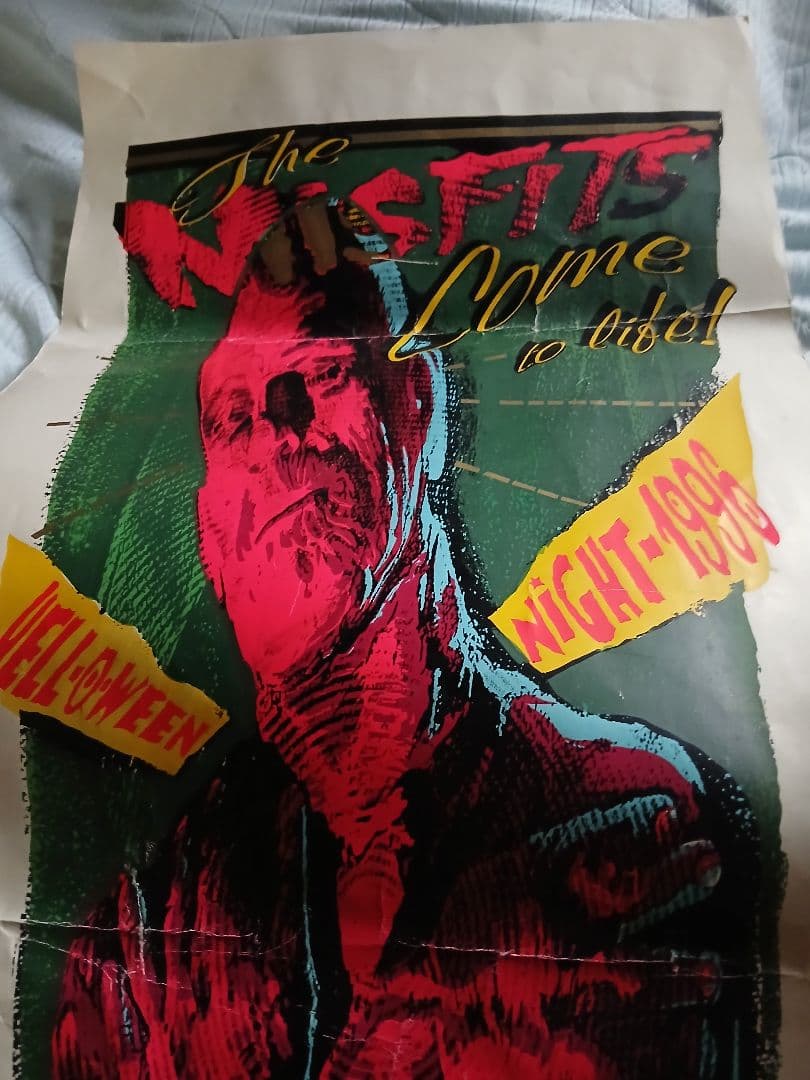 The
MISFITS
Come
to life!
NIGHT-1996
HELL-O-WEEN